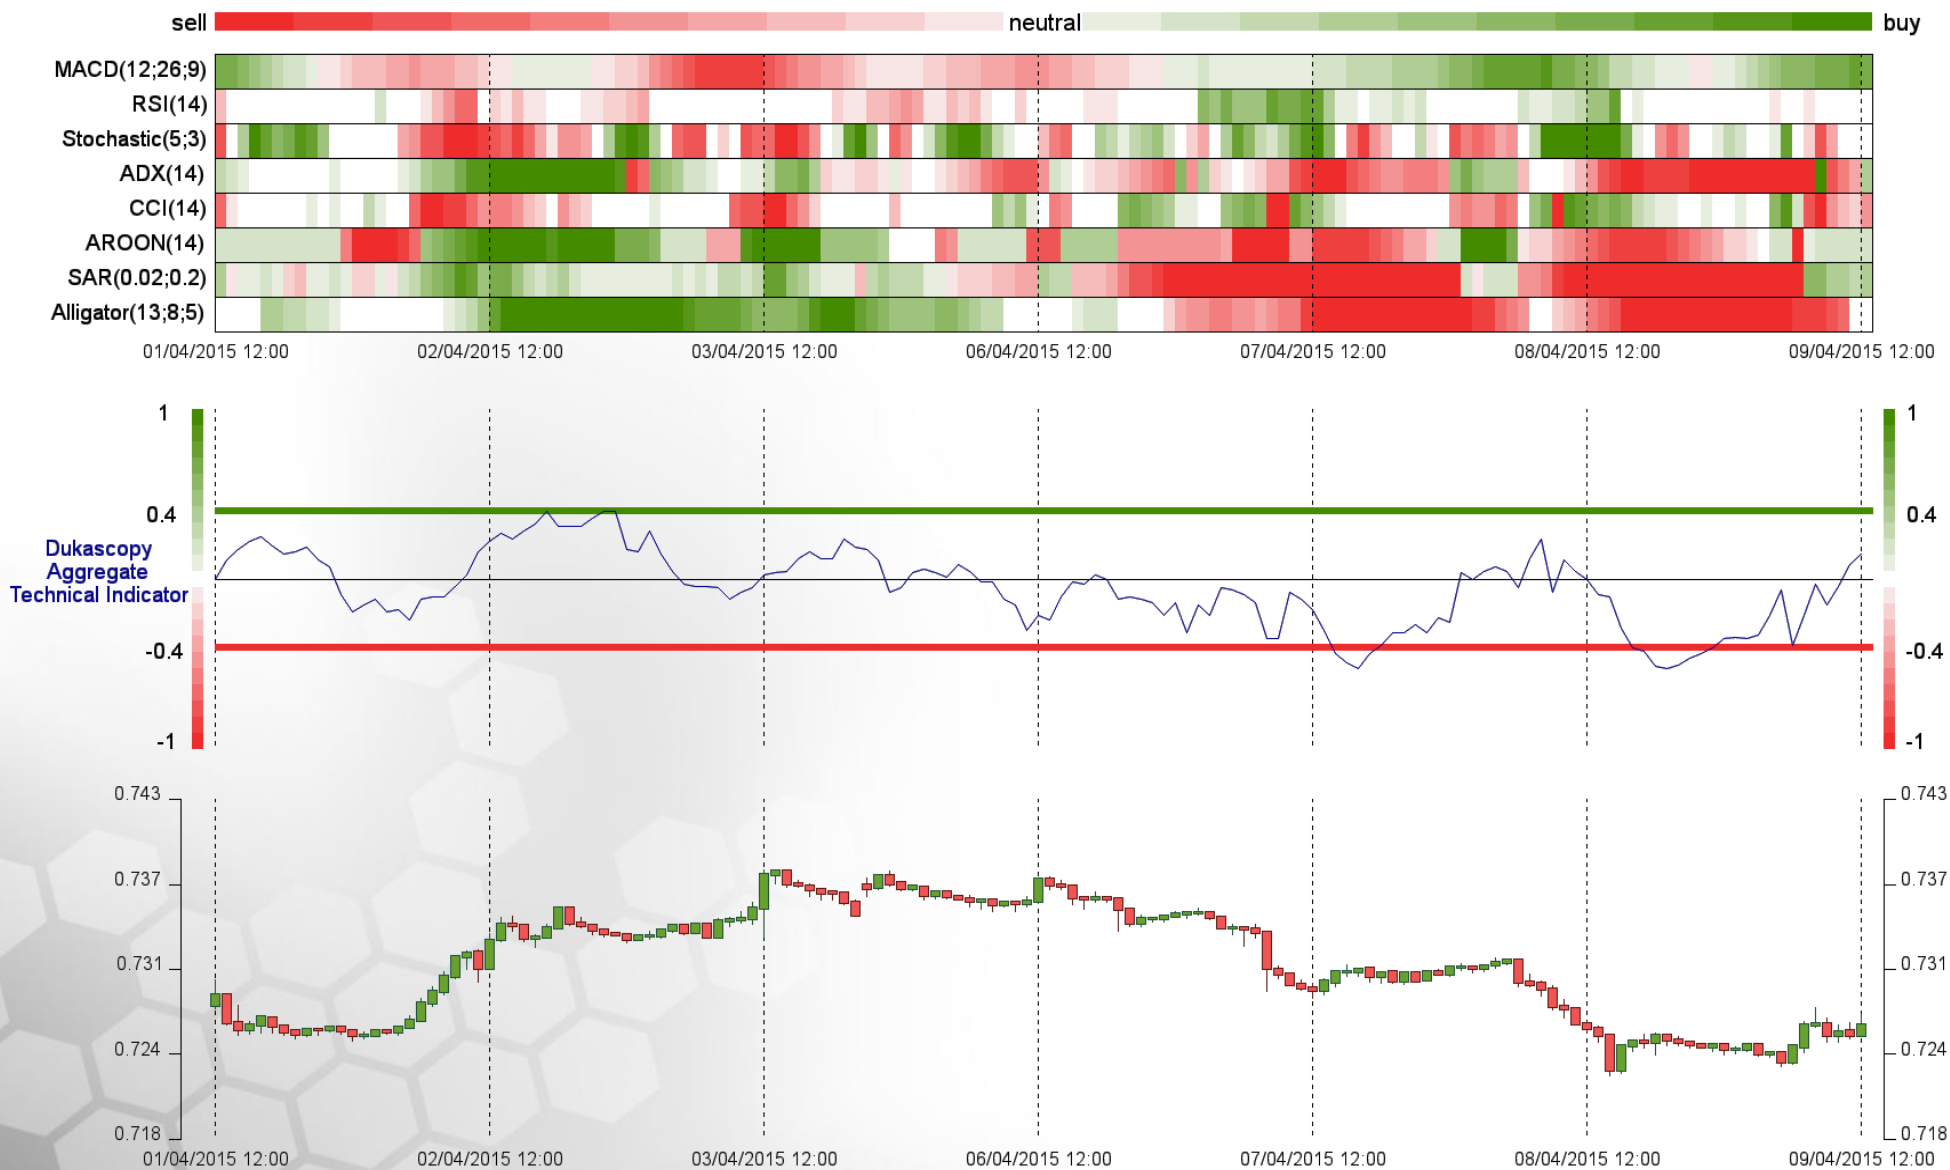 sell neutral buy
MACD(12;26;9)
RSI(14)
Stochastic(5;3)
ADX(14)
CCI(14)
AROON(14)
SAR(0.02;0.2)
Alligator(13;8;5)
01/04/2015 12:00 02/04/2015 12:00 03/04/2015 12:00 06/04/2015 12:00 07/04/2015 12:00 08/04/2015 12:00 09/04/2015 12:00
1 1
0.4 0.4
Dukascopy
Aggregate
Technical Indicator
-0.4 -0.4
-1 -1
0.743 0.743
0.737 0.737
0.731 0.731
0.724 0.724
0.718 0.718
01/04/2015 12:00 02/04/2015 12:00 03/04/2015 12:00 06/04/2015 12:00 07/04/2015 12:00 08/04/2015 12:00 09/04/2015 12:00